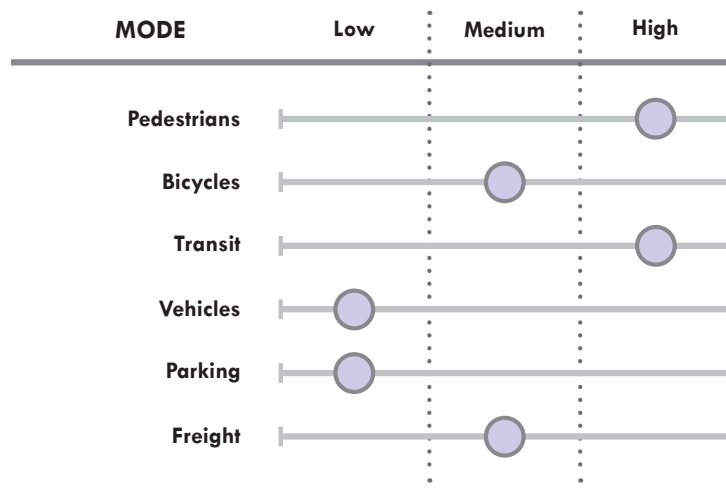 MODE Low Medium High
Pedestrians
Bicycles
Transit
Vehicles
Parking
Freight